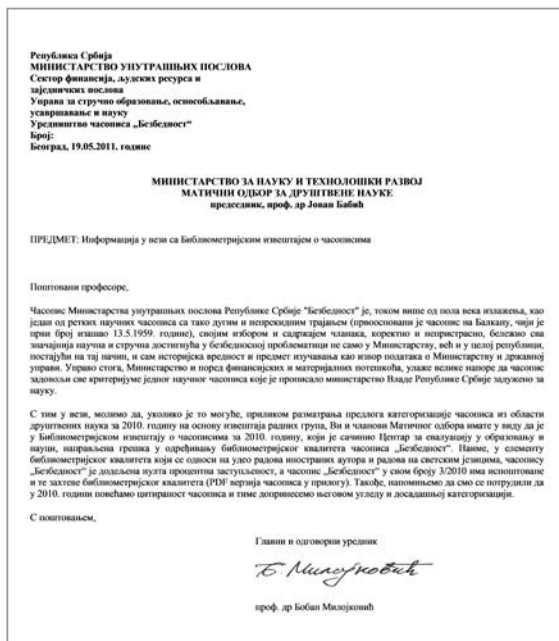 Република Србија
МИНИСТАРСТВО УНУТРАШЊИХ ПОСЛОВА
Сектор финансија, људских ресурса и
заједничких послова
Управа за стручно образовање, оспособљавање,
усавршавање и науку
Уредништво часописа „Безбедност“
Број:
Београд, 19.05.2011. године
МИНИСТАРСТВО ЗА НАУКУ И ТЕХНОЛОШКИ РАЗВОЈ
МАТИЧНИ ОДБОР ЗА ДРУШТВЕНЕ НАУКЕ
председник, проф. др Јован Бабић
ПРЕДМЕТ: Информација у вези са Библиометријским извештајем о часописима
Поштовани професоре,
Часопис Министарства унутрашњих послова Републике Србије "Безбедност" је, током више од пола века излажења, као
један од ретких научних часописа са тако дугим и непрекидним трајањем (првоосновани је часопис на Балкану, чији је
први број изашао 13.5.1959. године), својим избором и садржајем чланака, коректно и непристрасно, бележио сва
значајнија научна и стручна достигнућа у безбедносној проблематици не само у Министарству, већ и у целој републици,
постајући на тај начин, и сам историјска вредност и предмет изучавања као извор података о Министарству и државној
управи. Управо стога, Министарство и поред финансијских и материјалних потешкоћа, улаже велике напоре да часопис
задовољи све критеријуме једног научног часописа које је прописало министарство Владе Републике Србије задужено за
науку.
С тим у вези, молимо да, уколико је то могуће, приликом разматрања предлога категоризације часописа из области
друштвених наука за 2010. годину на основу извештаја радних група, Ви и чланови Матичног одбора имате у виду да је
у Библиометријском извештају о часописима за 2010. годину, који је сачинио Центар за евалуацију у образовању и
науци, направљена грешка у одређивању библиометријског квалитета часописа „Безбедност“. Наиме, у елементу
библиометријског квалитета који се односи на удео радова иностраних аутора и радова на светским језицима, часопису
„Безбедност“ је додељена нулта процентна заступљеност, а часопис „Безбедност“ у свом броју 3/2010 има испоштоване
и те захтеве библиометријског квалитета (PDF верзија часописа у прилогу). Такође, напомињемо да смо се потрудили да
у 2010. години повећамо цитираност часописа и тиме допринесемо његовом угледу и досадашњој категоризацији.
С поштовањем,
Главни и одговорни уредник
Б. Милојковић
проф. др Бобан Милојковић